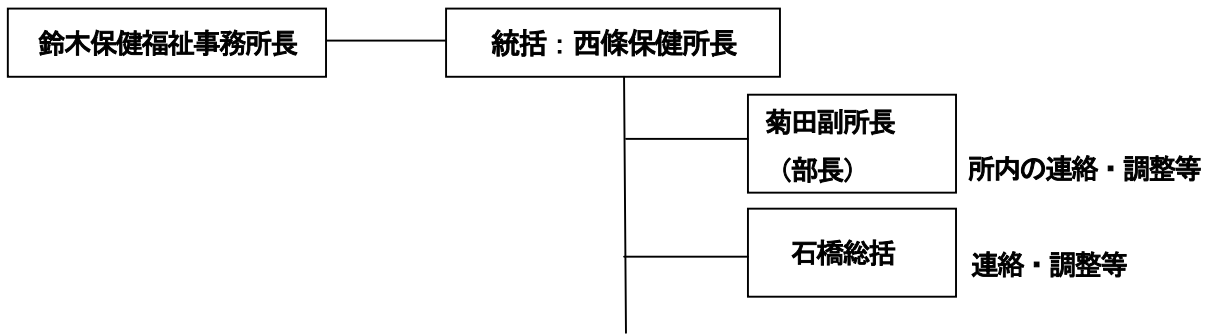 鈴木保健福祉事務所長
統括：西條保健所長
菊田副所長
（部長）
所内の連絡・調整等
石橋総括
連絡・調整等